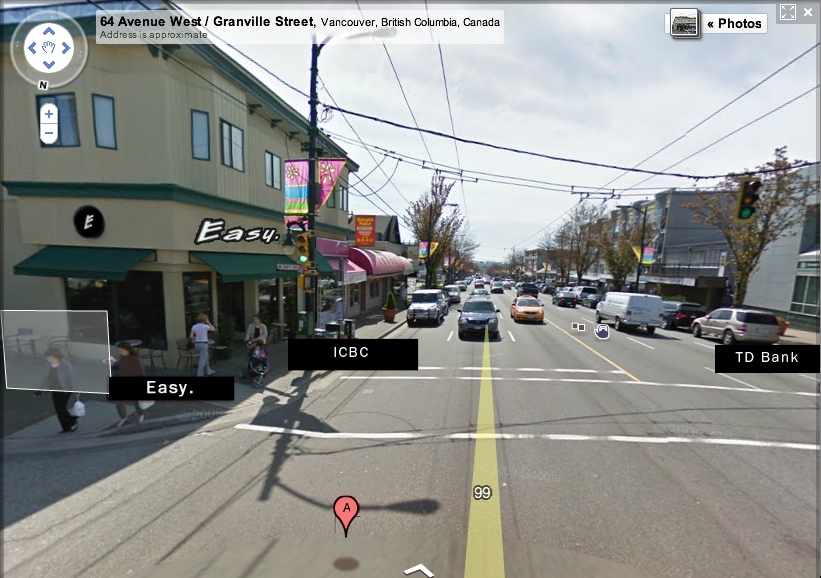 64 Avenue West / Granville Street, Vancouver, British Columbia, Canada
Address is approximate
« Photos
N
E
Easy.
ICBC
TD Bank
Easy.
99
A